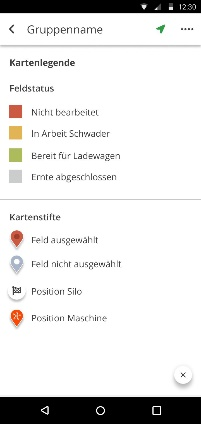 12:30
Gruppenname
Kartenlegende
Feldstatus
Nicht bearbeitet
In Arbeit Schwader
Bereit für Ladewagen
Ernte abgeschlossen
Kartenstifte
Feld ausgewählt
Feld nicht ausgewählt
Position Silo
Position Maschine